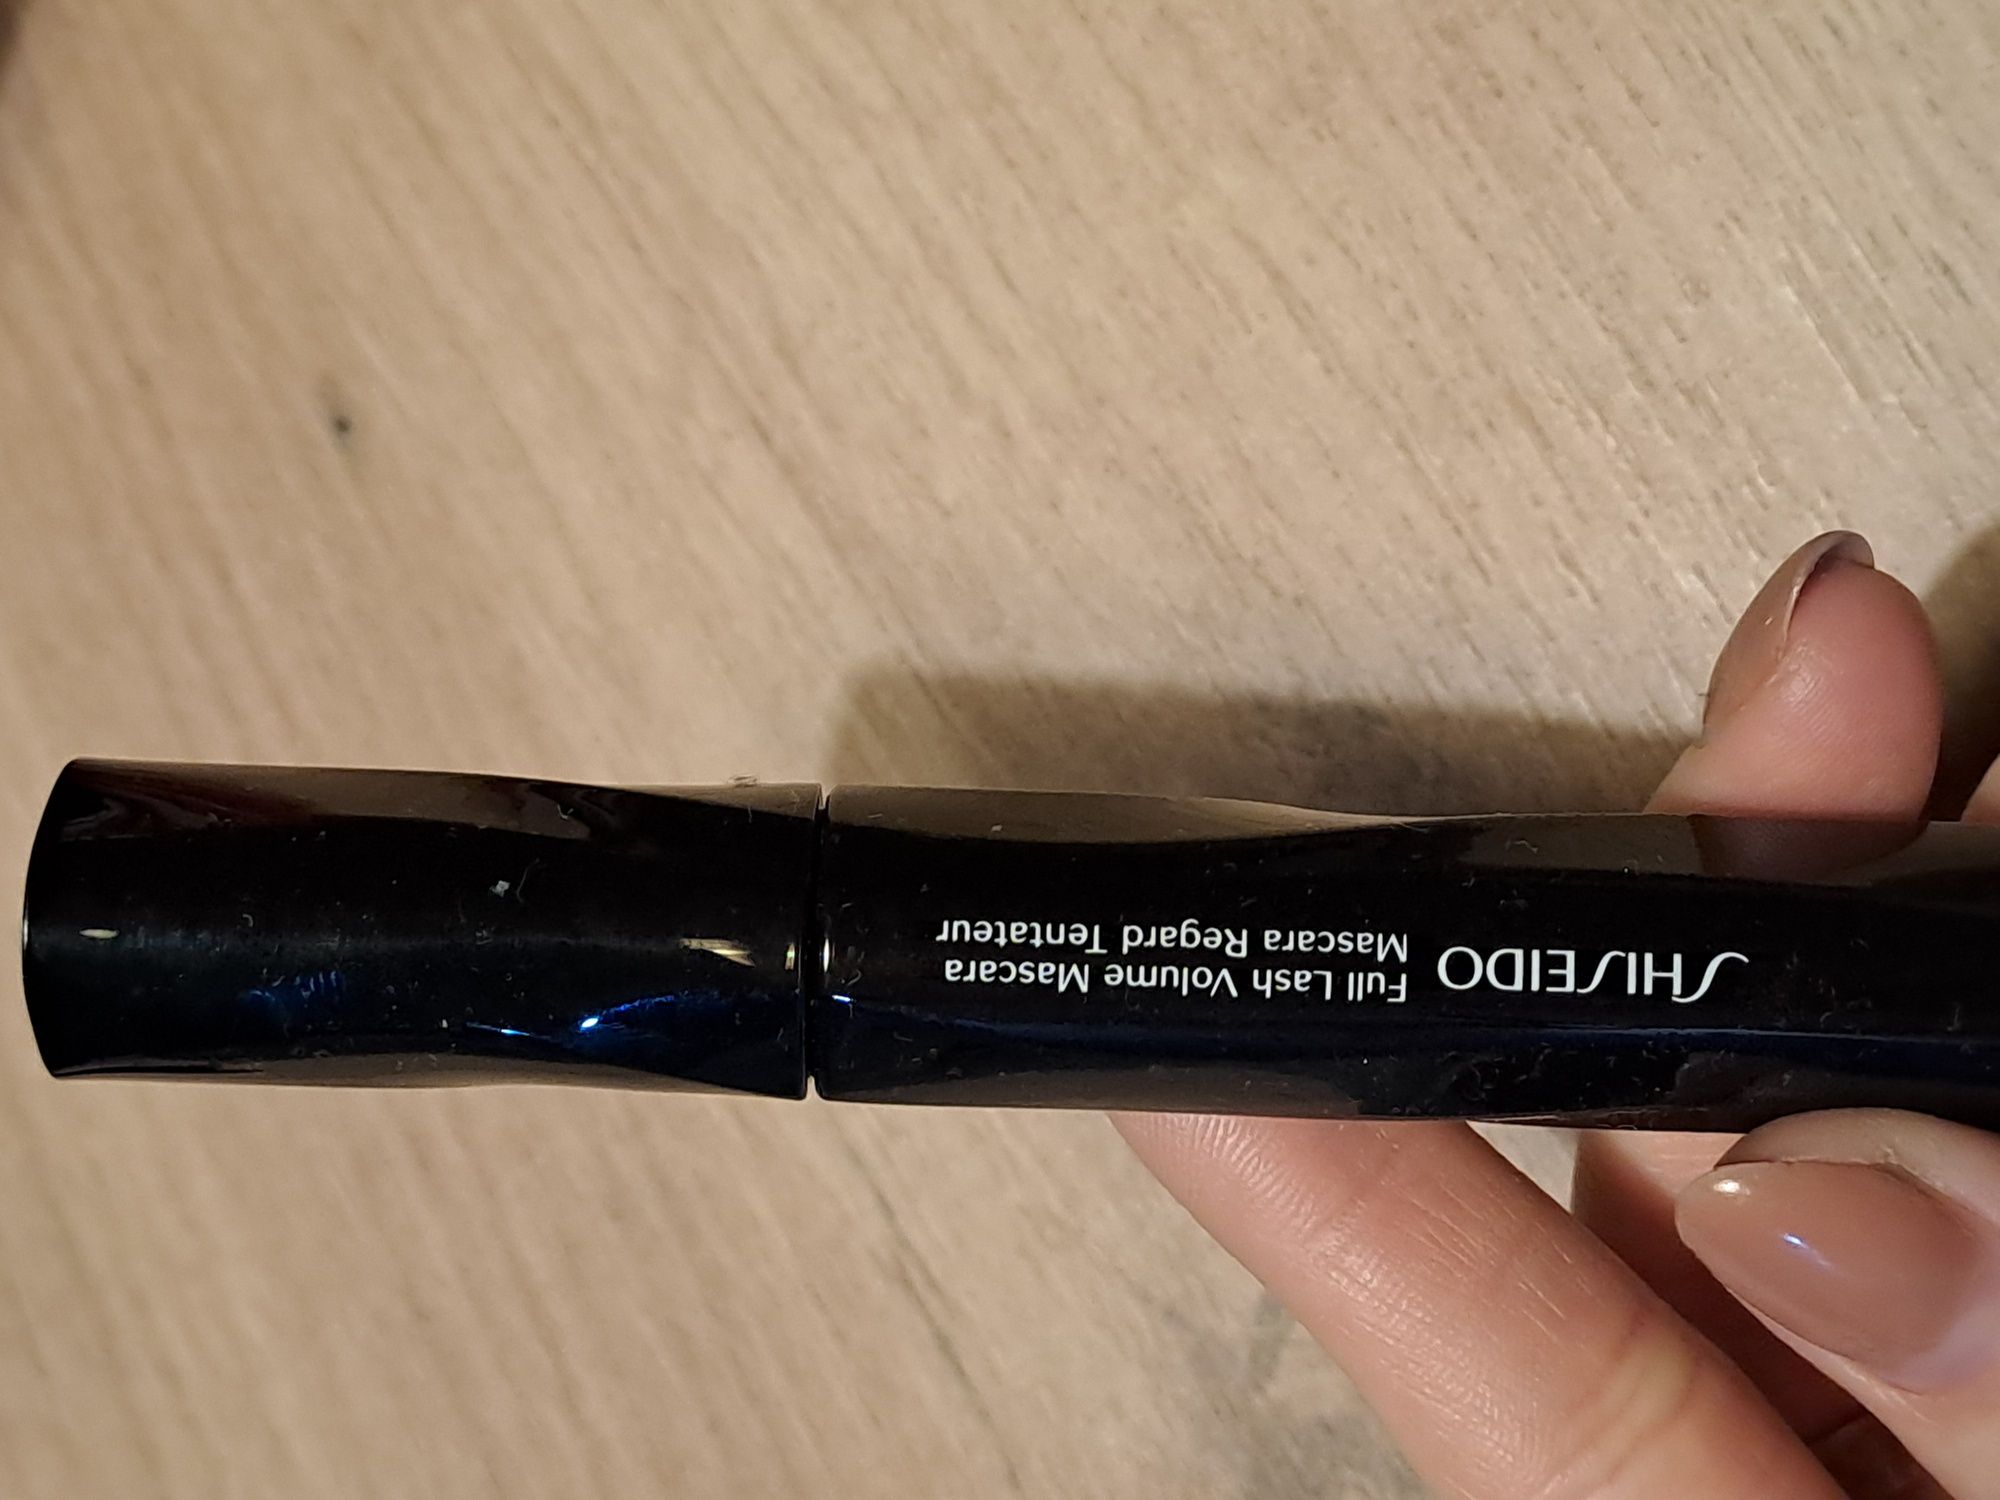 SHISEIDO
Full Lash Volume Mascara
Mascara Regard Tentateur